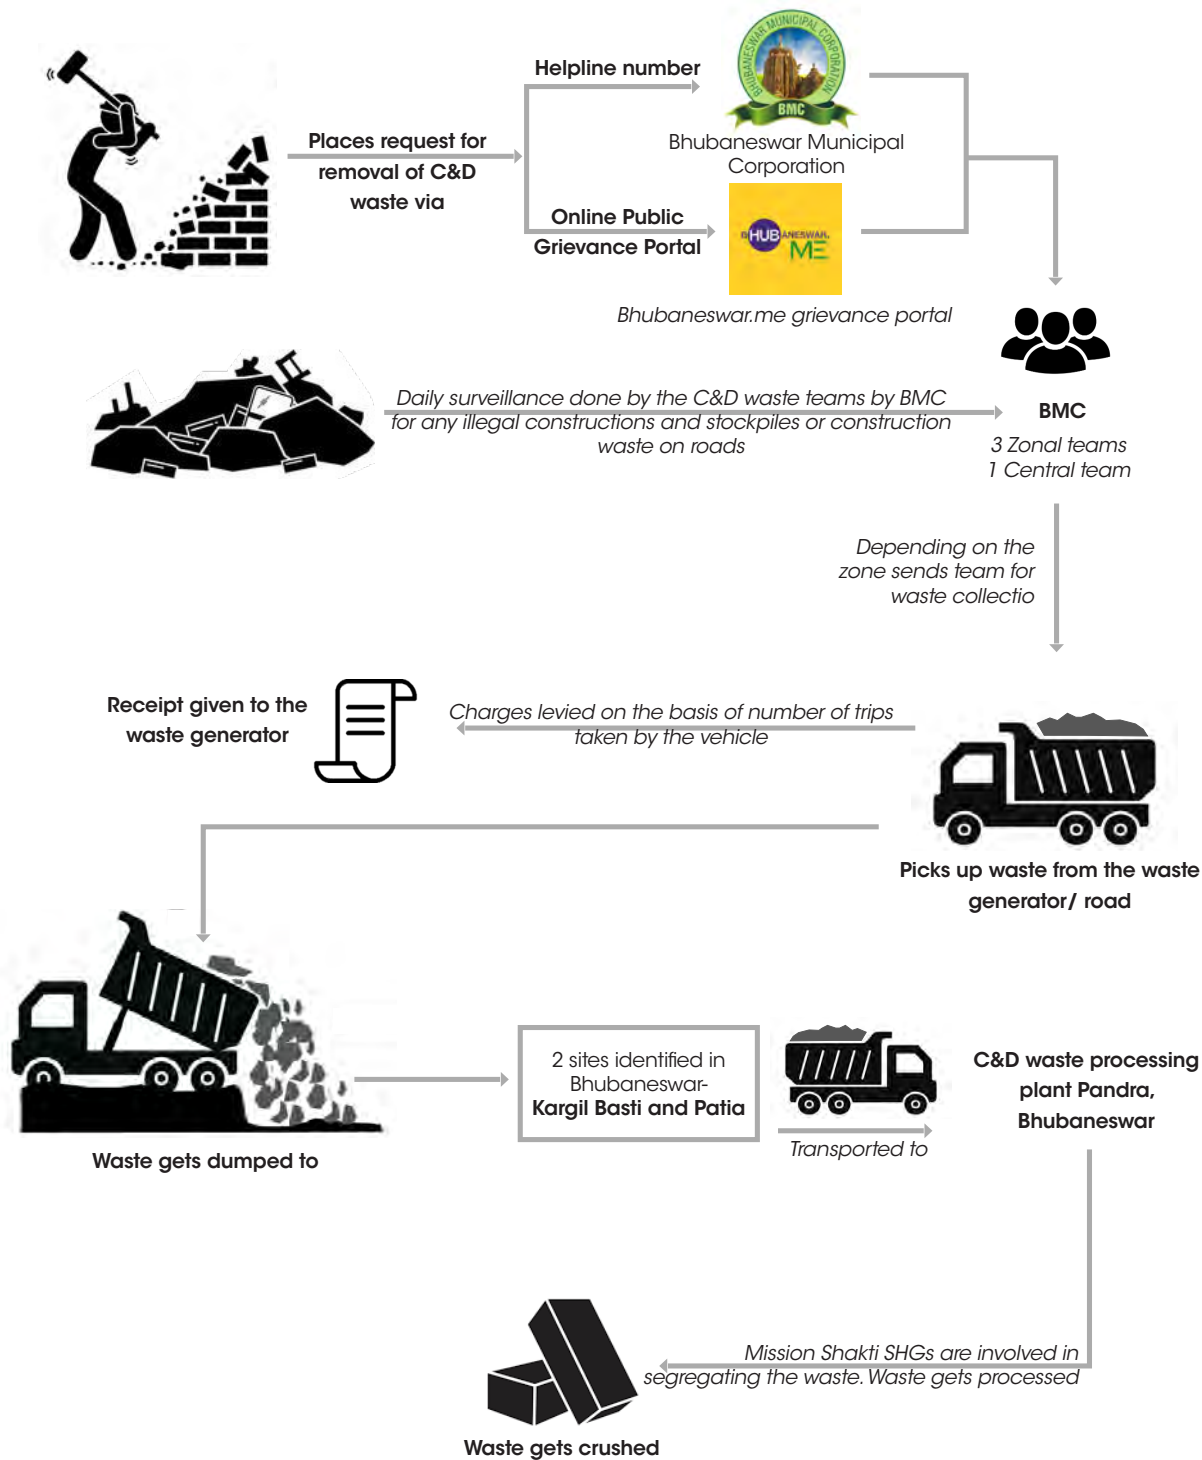 Helpline number
BHUBANESWAR MUNICIPAL CORPORATION
BMC
Bhubaneswar Municipal
Corporation
Places request for
removal of C&D
waste via
Online Public
Grievance Portal
BHUBANESWAR.
ME
Bhubaneswar.me grievance portal
Daily surveillance done by the C&D waste teams by BMC
for any illegal constructions and stockpiles or construction
waste on roads
BMC
3 Zonal teams
1 Central team
Depending on the
zone sends team for
waste collectio
Receipt given to the
waste generator
Charges levied on the basis of number of trips
taken by the vehicle
Picks up waste from the waste
generator/ road
Waste gets dumped to
2 sites identified in
Bhubaneswar-
Kargil Basti and Patia
Transported to
C&D waste processing
plant Pandra,
Bhubaneswar
Mission Shakti SHGs are involved in
segregating the waste. Waste gets processed
Waste gets crushed